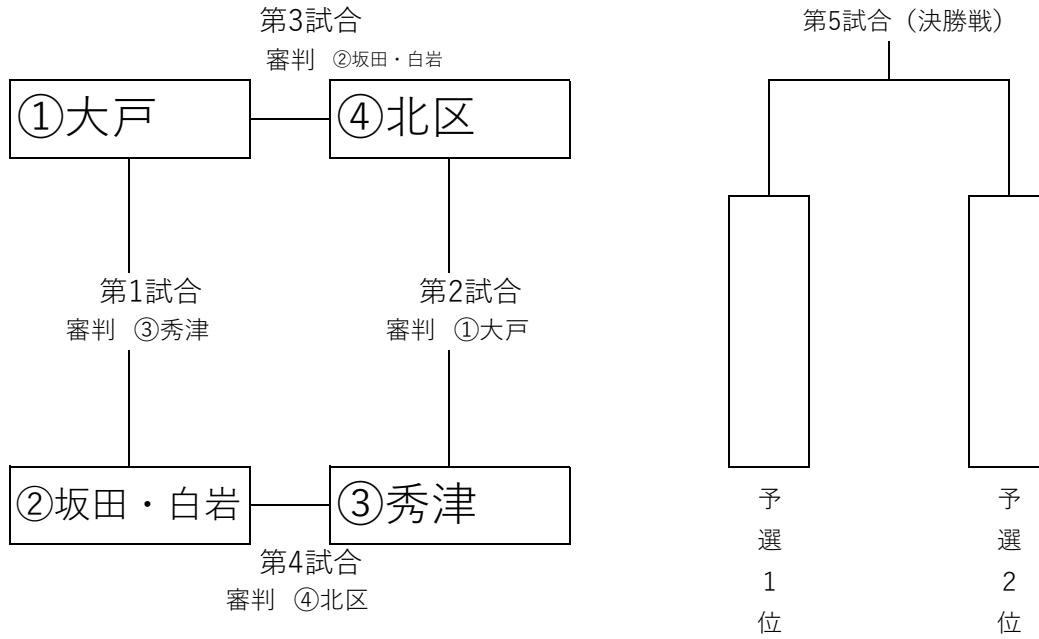 第3試合
審判 ②坂田・白岩
①大戸
④北区
第1試合
審判 ③秀津
第2試合
審判 ①大戸
②坂田・白岩
③秀津
第4試合
審判 ④北区
第5試合（決勝戦）
予選1位
予選2位